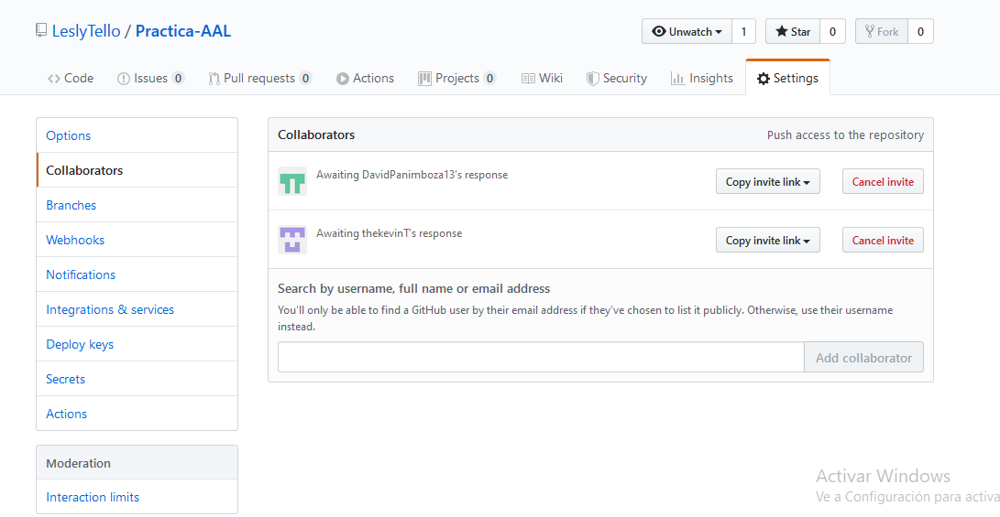 LeslyTello / Practica-AAL
Unwatch 1 Star 0 Fork 0
Code Issues 0 Pull requests 0 Actions Projects 0 Wiki Security Insights Settings
Options
Collaborators
Branches
Webhooks
Notifications
Integrations & services
Deploy keys
Secrets
Actions
Moderation
Interaction limits
Collaborators Push access to the repository
Awaiting DavidPanimboza13's response Copy invite link Cancel invite
Awaiting thekevinT's response Copy invite link Cancel invite
Search by username, full name or email address
You'll only be able to find a GitHub user by their email address if they've chosen to list it publicly. Otherwise, use their username
instead.
Add collaborator
Activar Windows
Ve a Configuración para activa